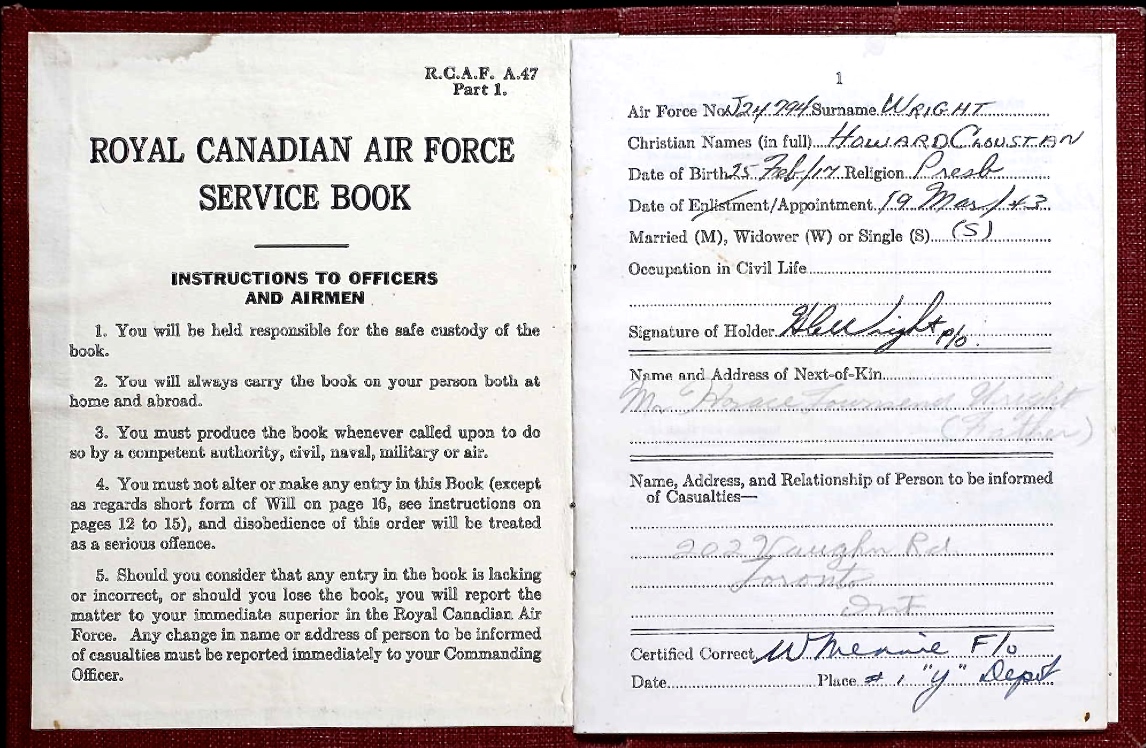 R.C.A.F. A.47
Part 1.
ROYAL CANADIAN AIR FORCE
SERVICE BOOK
INSTRUCTIONS TO OFFICERS
AND AIRMEN
1. You will be held responsible for the safe custody of the
book.
2. You will always carry the book on your person both at
home and abroad.
3. You must produce the book whenever called upon to do
so by a competent authority, civil, naval, military or air.
4. You must not alter or make any entry in this Book (except
as regards short form of Will on page 16, see instructions on
pages 12 to 15), and disobedience of this order will be treated
as a serious offence.
5. Should you consider that any entry in the book is lacking
or incorrect, or should you lose the book, you will report the
matter to your immediate superior in the Royal Canadian Air
Force. Any change in name or address of person to be informed
of casualties must be reported immediately to your Commanding
Officer.
1
Air Force No. J24794 Surname WRIGHT
Christian Names (in full) HOWARD CLOUSTAN
Date of Birth 25 Feb/17 Religion Presb
Date of Enlistment/Appointment 19 Mar/43
Married (M), Widower (W) or Single (S) (S)
Occupation in Civil Life
Signature of Holder HCWright P/O
Name and Address of Next-of-Kin
Mr Horace Townsend Wright
(Father)
Name, Address, and Relationship of Person to be informed
of Casualties—
202 Vaughn Rd
Toronto
Ont
Certified Correct F/O
Date Place # 1 "Y" Depot